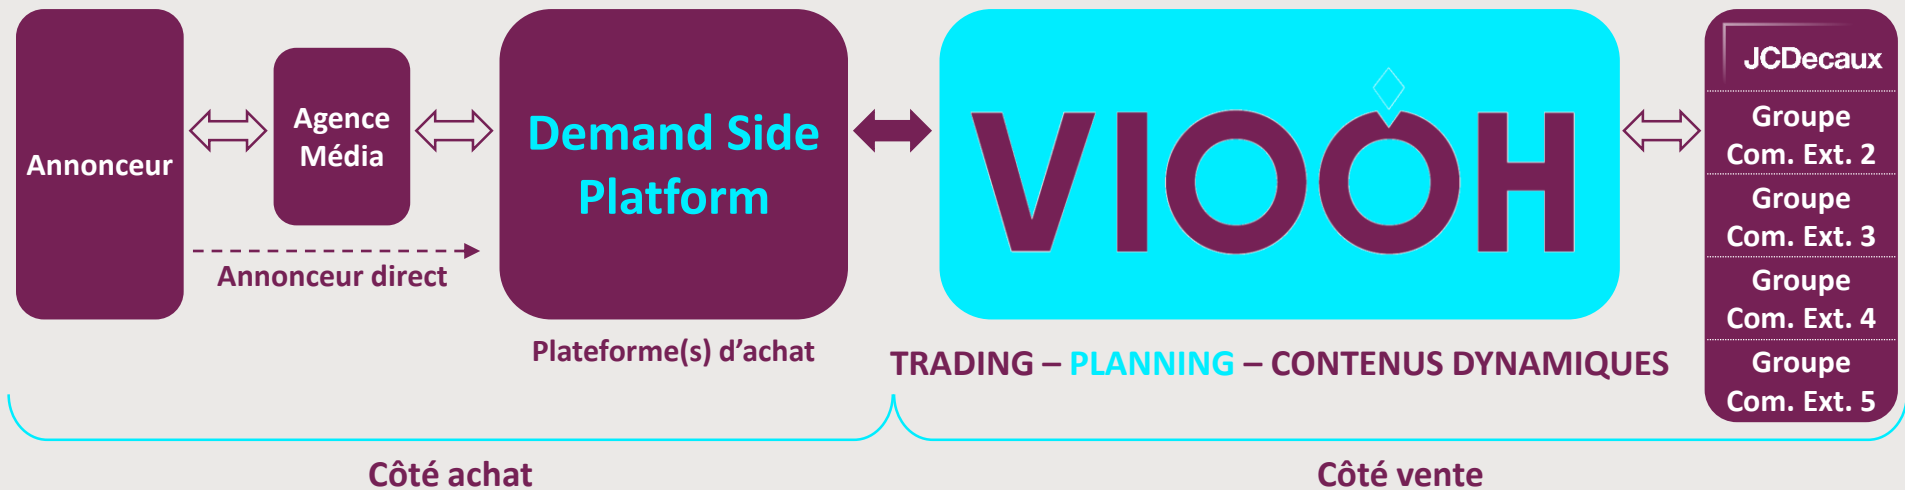 Annonceur
Agence
Média
Annonceur direct
Demand Side
Platform
Plateforme(s) d’achat
VIOOH
TRADING – PLANNING – CONTENUS DYNAMIQUES
JCDecaux
Groupe
Com. Ext. 2
Groupe
Com. Ext. 3
Groupe
Com. Ext. 4
Groupe
Com. Ext. 5
Côté achat
Côté vente